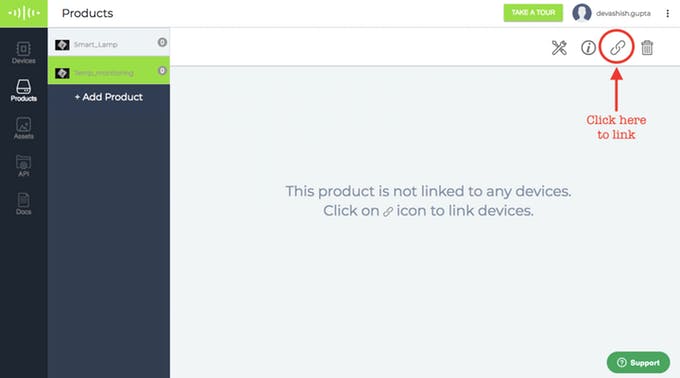 Products
TAKE A TOUR
devashish.gupta
Devices
Products
Assets
API
Docs
Smart_Lamp
0
Temp_monitoring
0
+ Add Product
Click here
to link
This product is not linked to any devices.
Click on icon to link devices.
Support